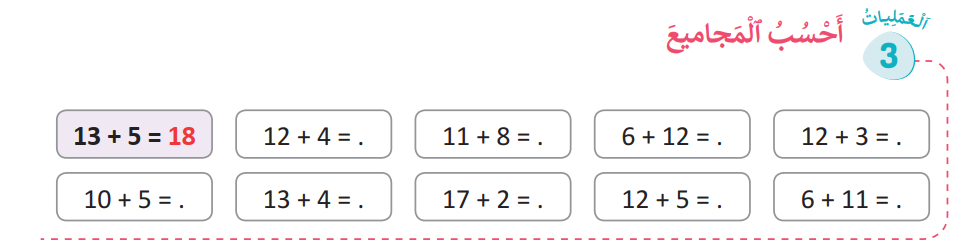 اَلْعَمَلِياتُ
3
أَحْسُبُ ٱلْمَجاميعَ
13 + 5 = 18 12 + 4 = . 11 + 8 = . 6 + 12 = . 12 + 3 = .
10 + 5 = . 13 + 4 = . 17 + 2 = . 12 + 5 = . 6 + 11 = .